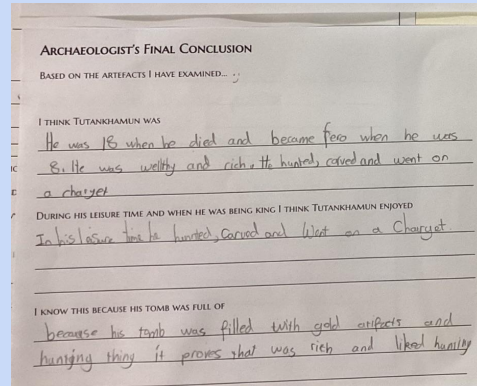 ARCHAEOLOGIST'S FINAL CONCLUSION
BASED ON THE ARTEFACTS I HAVE EXAMINED...
I THINK TUTANKHAMUN WAS
He was 18 when he died and became fero when he was
8. He was wellthy and rich. He hunted, carved and went on
a charyet
DURING HIS LEISURE TIME AND WHEN HE WAS BEING KING I THINK TUTANKHAMUN ENJOYED
In his leasure time he hunted, Carved and Went on a Charyet.
I KNOW THIS BECAUSE HIS TOMB WAS FULL OF
because his tomb was filled with gold artifacts and
huntging thing it proves that was rich and liked huning